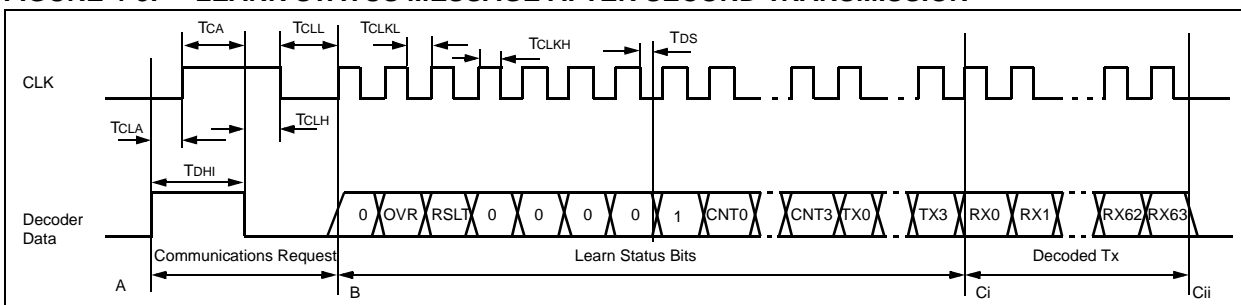 TCA TCLL TCLKL TCLKH TDS
CLK
TCLA TCLH
TDHI
Decoder
Data
0 OVR RSLT 0 0 0 0 1 CNT0 CNT3 TX0 TX3 RX0 RX1 RX62 RX63
Communications Request Learn Status Bits Decoded Tx
A B Ci Cii